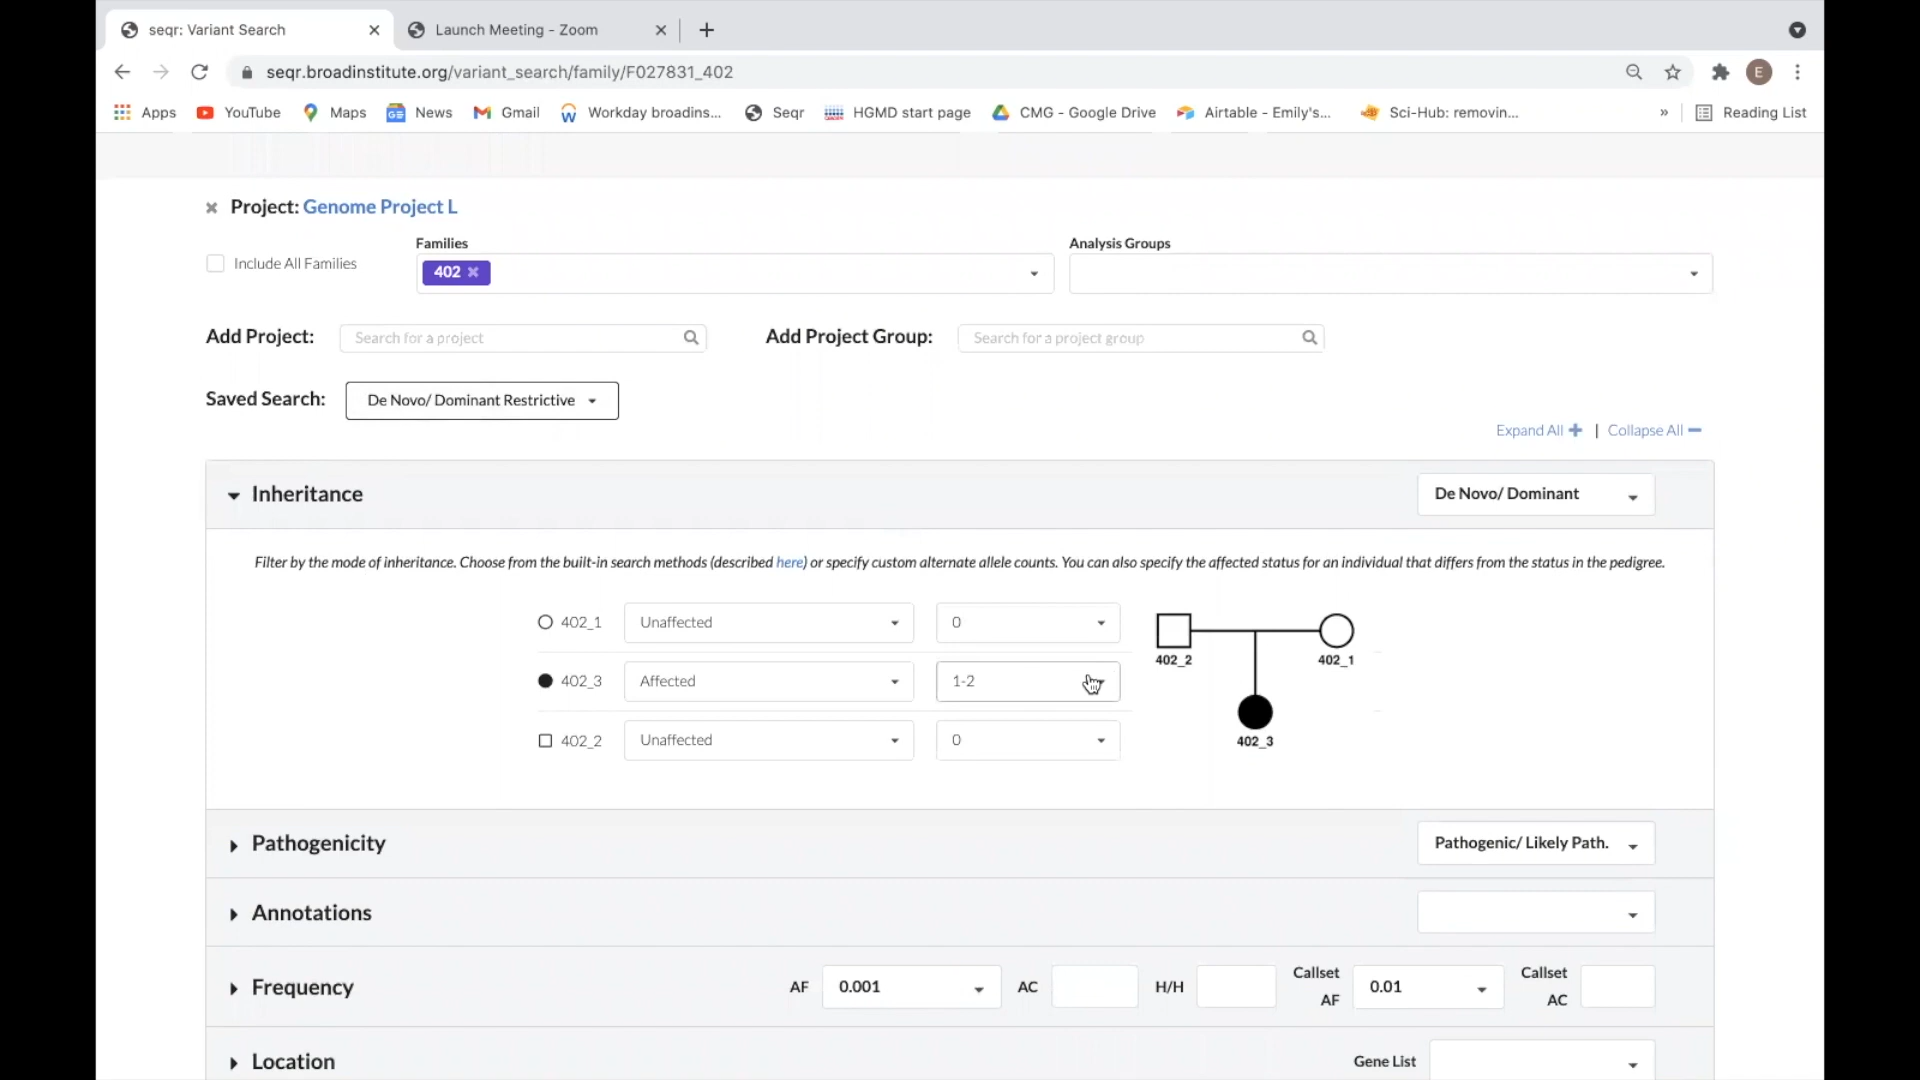 seqr: Variant Search
Launch Meeting - Zoom
seqr.broadinstitute.org/variant_search/family/F027831_402
E
Apps YouTube Maps News Gmail Workday broadins... Seqr HGMD start page CMG - Google Drive Airtable - Emily's... Sci-Hub: removin... » Reading List
Project: Genome Project L
Families
Analysis Groups
Include All Families
402
Add Project: Search for a project
Add Project Group: Search for a project group
Saved Search: De Novo/ Dominant Restrictive
Expand All | Collapse All
Inheritance De Novo/ Dominant
Filter by the mode of inheritance. Choose from the built-in search methods (described here) or specify custom alternate allele counts. You can also specify the affected status for an individual that differs from the status in the pedigree.
402_1 Unaffected 0
402_3 Affected 1-2
402_2 Unaffected 0
402_2 402_1
402_3
Pathogenicity Pathogenic/ Likely Path.
Annotations
Frequency AF 0.001 AC H/H Callset AF 0.01 Callset AC
Location Gene List